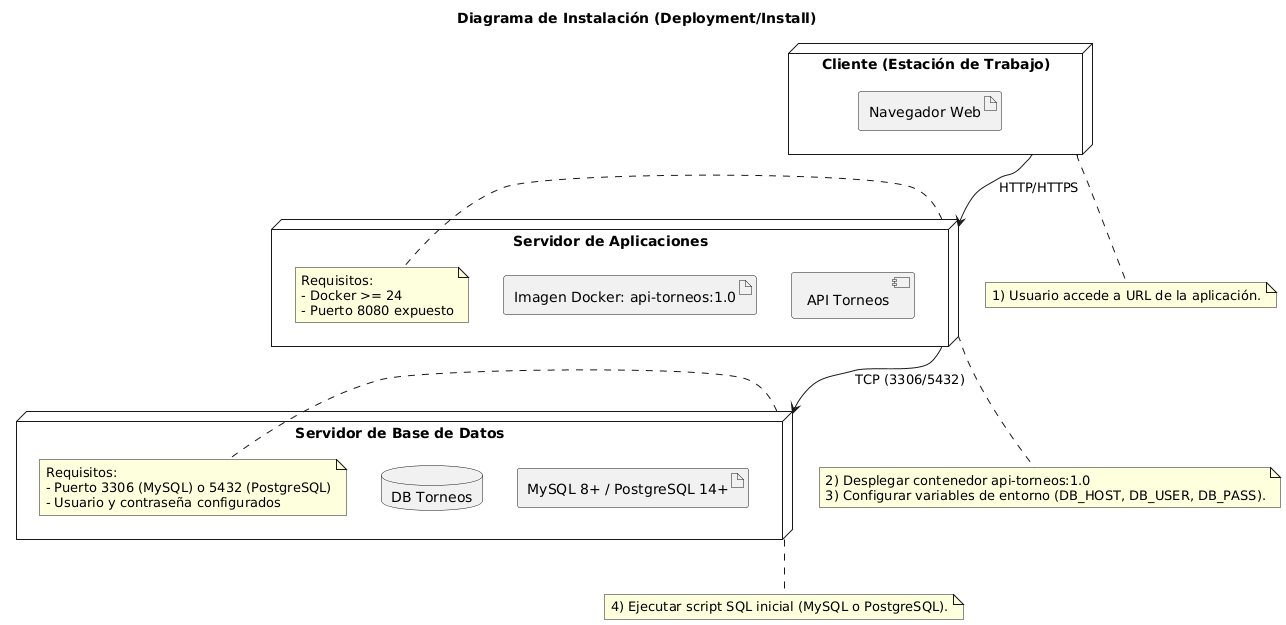 Diagrama de Instalación (Deployment/Install)
Cliente (Estación de Trabajo)
Navegador Web
HTTP/HTTPS
Servidor de Aplicaciones
Requisitos:
- Docker >= 24
- Puerto 8080 expuesto
Imagen Docker: api-torneos:1.0
API Torneos
1) Usuario accede a URL de la aplicación.
TCP (3306/5432)
Servidor de Base de Datos
Requisitos:
- Puerto 3306 (MySQL) o 5432 (PostgreSQL)
- Usuario y contraseña configurados
DB Torneos
MySQL 8+ / PostgreSQL 14+
2) Desplegar contenedor api-torneos:1.0
3) Configurar variables de entorno (DB_HOST, DB_USER, DB_PASS).
4) Ejecutar script SQL inicial (MySQL o PostgreSQL).